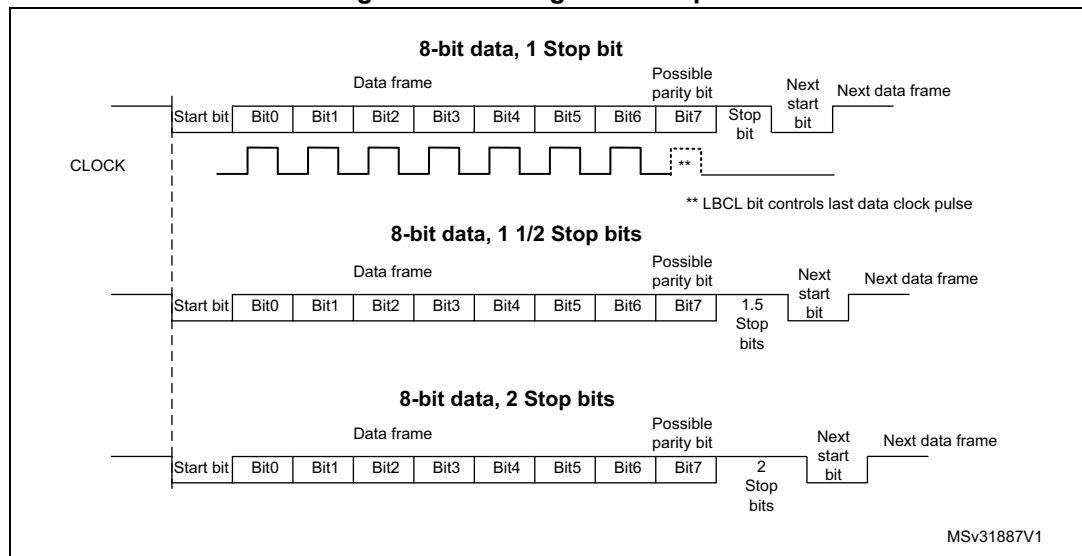 8-bit data, 1 Stop bit
Data frame
Possible
parity bit
Next
start
bit
Next data frame
Start bit Bit0 Bit1 Bit2 Bit3 Bit4 Bit5 Bit6 Bit7 Stop
bit
CLOCK
**
** LBCL bit controls last data clock pulse
8-bit data, 1 1/2 Stop bits
Data frame
Possible
parity bit
Next
start
bit
Next data frame
Start bit Bit0 Bit1 Bit2 Bit3 Bit4 Bit5 Bit6 Bit7 1.5
Stop
bits
8-bit data, 2 Stop bits
Data frame
Possible
parity bit
Next
start
bit
Next data frame
Start bit Bit0 Bit1 Bit2 Bit3 Bit4 Bit5 Bit6 Bit7 2
Stop
bits
MSv31887V1